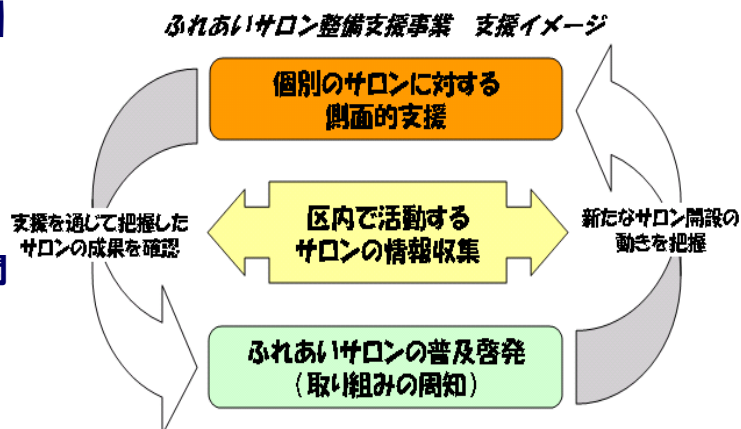 ふれあいサロン整備支援事業　支援イメージ
個別のサロンに対する
側面的支援
支援を通じて把握した
サロンの成果を確認
区内で活動する
サロンの情報収集
新たなサロン開設の
動きを把握
ふれあいサロンの普及啓発
（取り組みの周知）